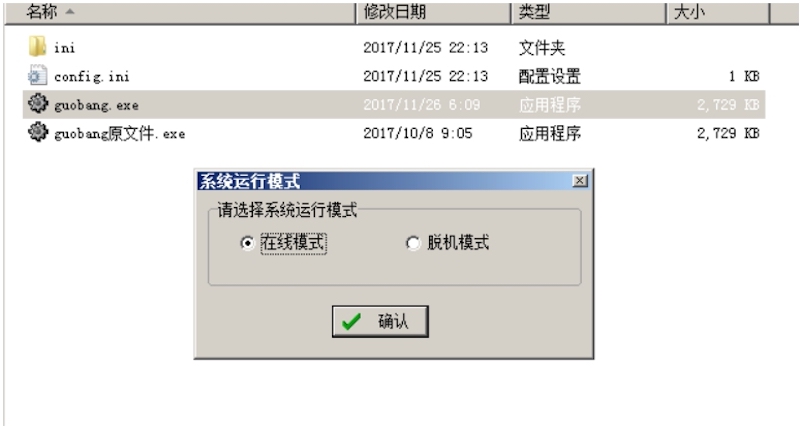 名称 修改日期 类型 大小
ini 2017/11/25 22:13 文件夹
config.ini 2017/11/25 22:13 配置设置 1 KB
guobang.exe 2017/11/26 6:09 应用程序 2,729 KB
guobang原文件.exe 2017/10/8 9:05 应用程序 2,729 KB
系统运行模式
请选择系统运行模式
在线模式 脱机模式
确认